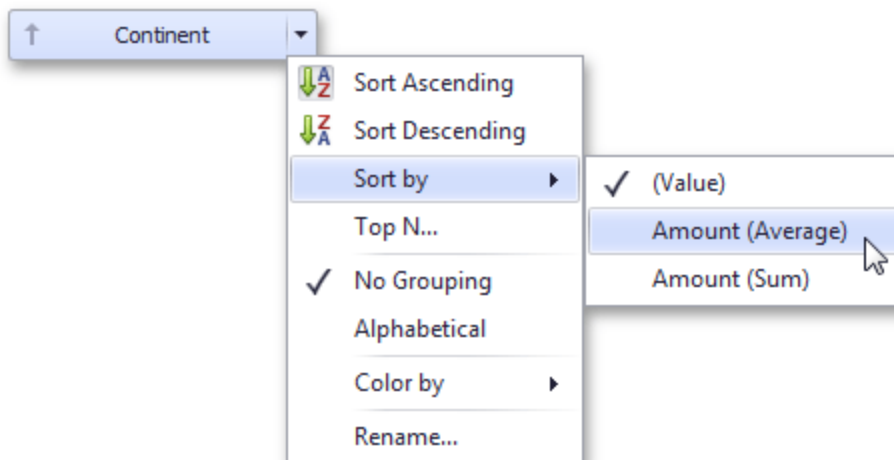 Continent
Sort Ascending
Sort Descending
Sort by
(Value)
Amount (Average)
Amount (Sum)
Top N...
No Grouping
Alphabetical
Color by
Rename...